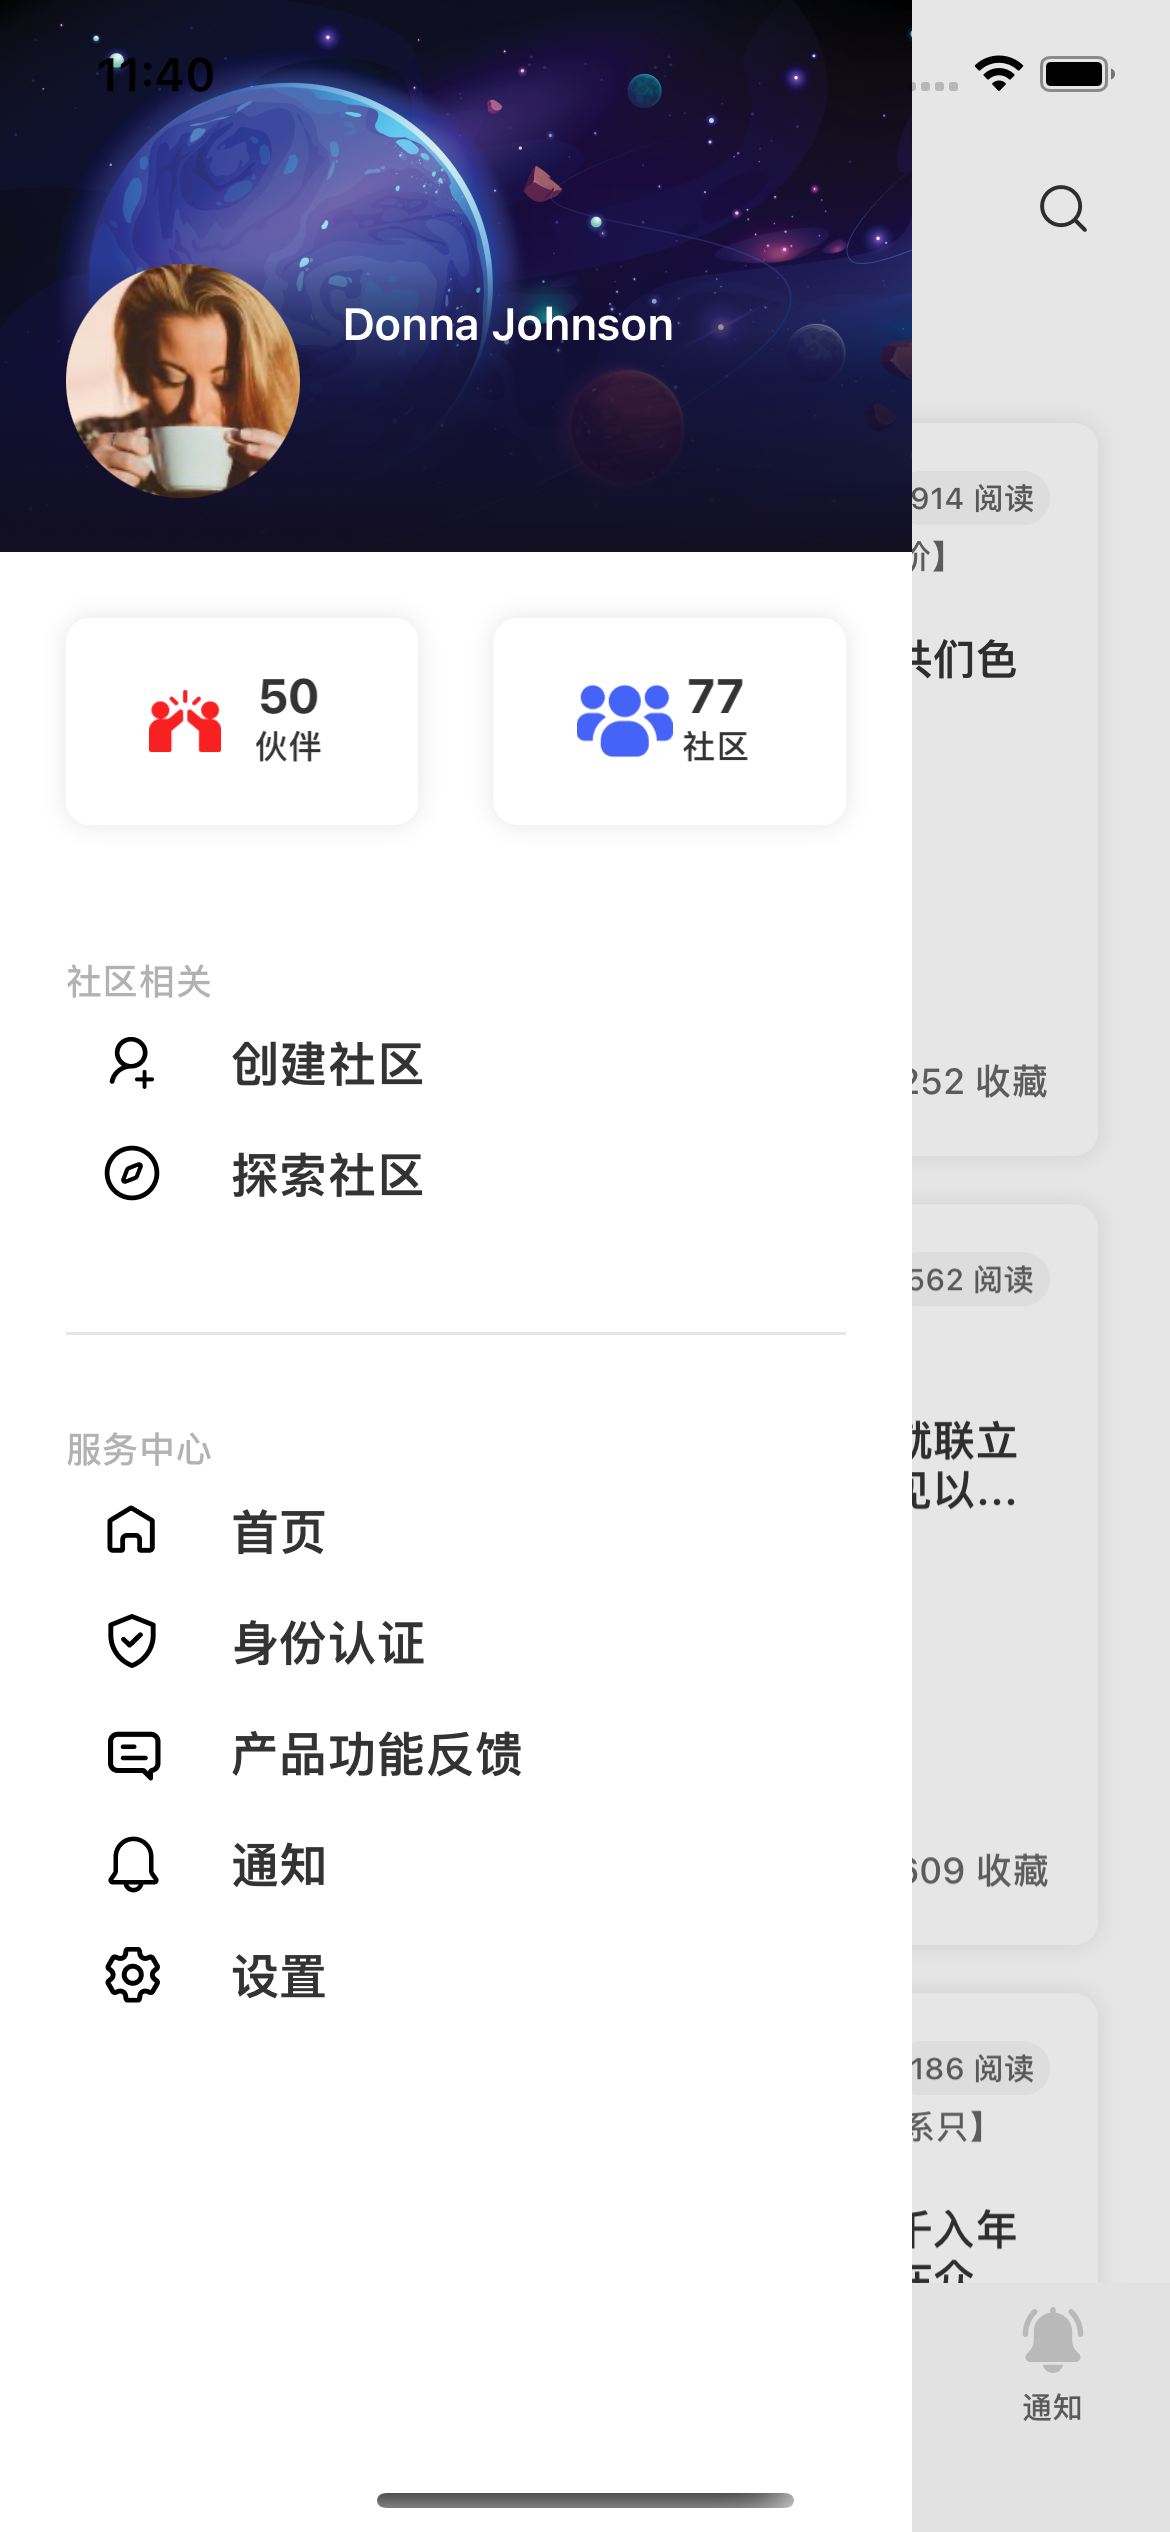 11:40
Donna Johnson
50
伙伴
77
社区
社区相关
创建社区
探索社区
服务中心
首页
身份认证
产品功能反馈
通知
设置
914 阅读
价】
们色
252 收藏
562 阅读
就联立
见以...
609 收藏
186 阅读
系只】
千入年
通知